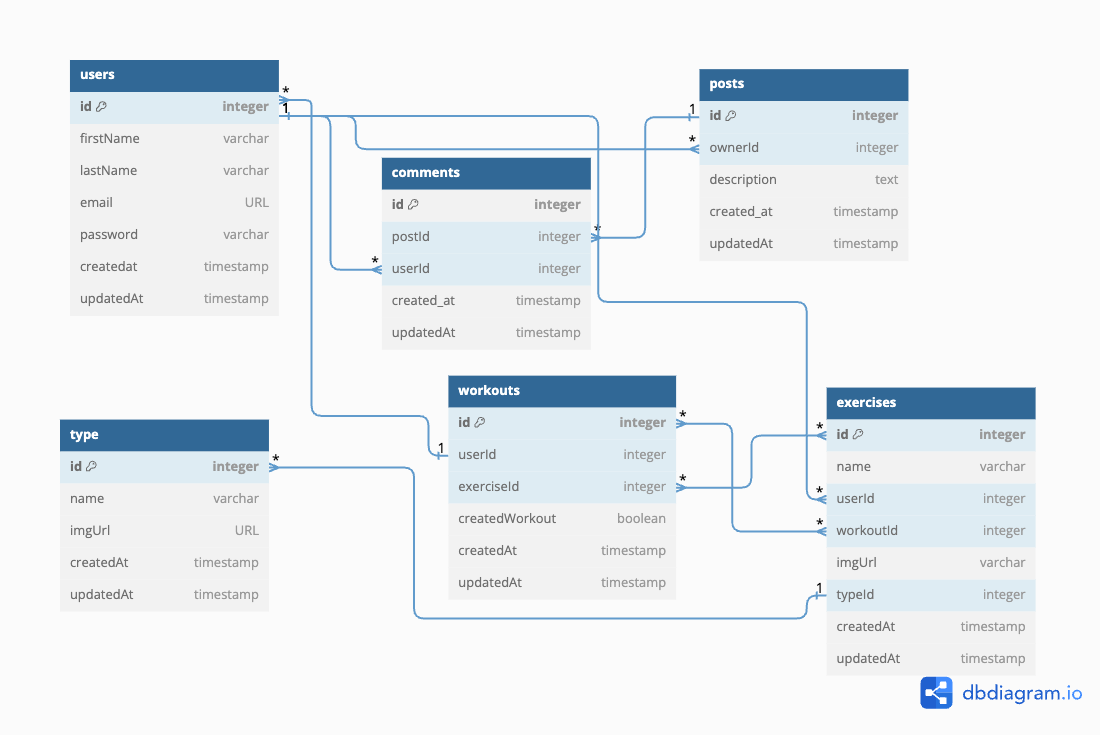 users
id integer
firstName varchar
lastName varchar
email URL
password varchar
createdat timestamp
updatedAt timestamp
*
1
posts
id integer
ownerId integer
description text
created_at timestamp
updatedAt timestamp
1
*
comments
id integer
postId integer
userId integer
created_at timestamp
updatedAt timestamp
*
*
workouts
id integer
userId integer
exerciseId integer
createdWorkout boolean
createdAt timestamp
updatedAt timestamp
*
1
*
exercises
id integer
name varchar
userId integer
workoutId integer
imgUrl varchar
typeId integer
createdAt timestamp
updatedAt timestamp
*
*
*
1
type
id integer
name varchar
imgUrl URL
createdAt timestamp
updatedAt timestamp
*
dbdiagram.io